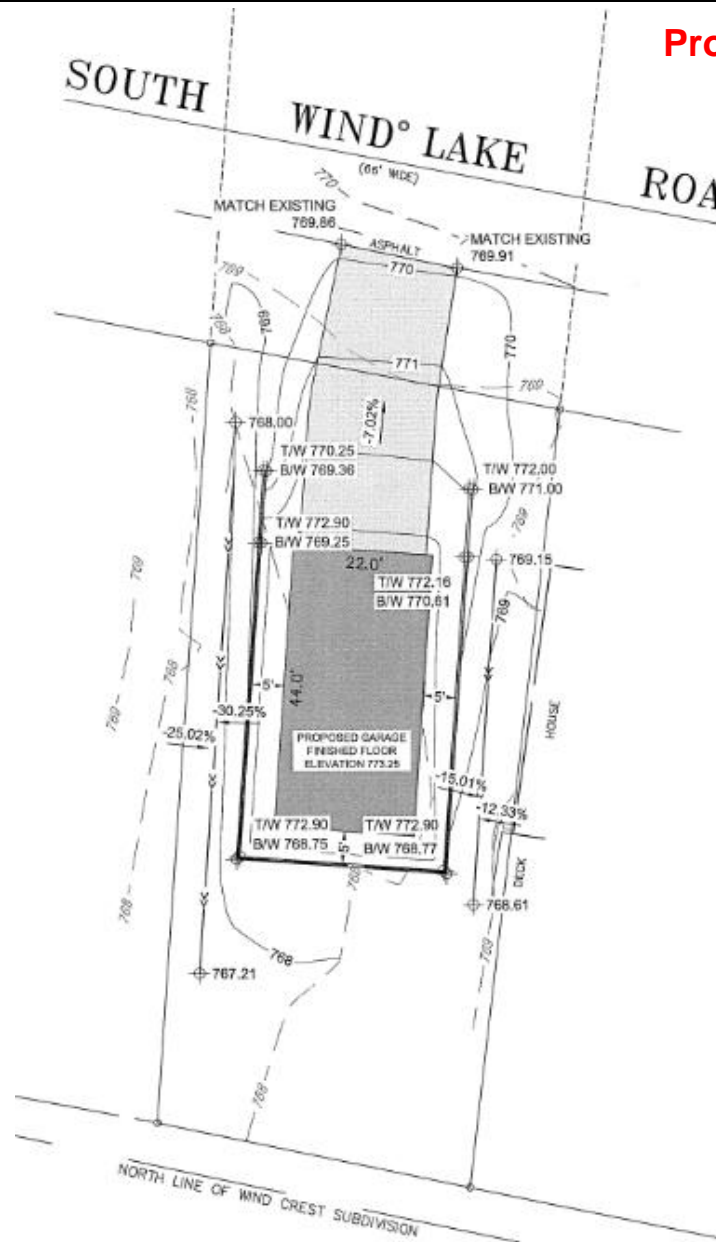 Pro
SOUTH WIND° LAKE ROA
(66' WIDE)
770
MATCH EXISTING
769.86
ASPHALT
MATCH EXISTING
769.91
770
769
768
769
770
771
769
768
-7.02%
768.00
T/W 770.25
B/W 769.36
T/W 772.00
B/W 771.00
769
T/W 772.90
B/W 769.25
22.0'
T/W 772.16
B/W 770.61
769.15
769
769
768
44.0'
5'
5'
-30.25%
-25.02%
769
HOUSE
PROPOSED GARAGE
FINISHED FLOOR
ELEVATION 773.25
-15.01%
-12.33%
T/W 772.90
B/W 768.75
5'
T/W 772.90
B/W 768.77
768
DECK
768
768.61
769
768
767.21
768
NORTH LINE OF WIND CREST SUBDIVISION